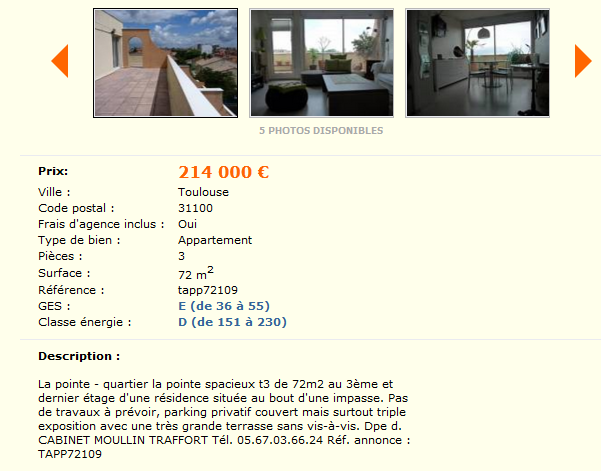 5 PHOTOS DISPONIBLES
Prix: 214 000 €
Ville : Toulouse
Code postal : 31100
Frais d'agence inclus : Oui
Type de bien : Appartement
Pièces : 3
Surface : 72 m2
Référence : tapp72109
GES : E (de 36 à 55)
Classe énergie : D (de 151 à 230)
Description :
La pointe - quartier la pointe spacieux t3 de 72m2 au 3ème et
dernier étage d'une résidence située au bout d'une impasse. Pas
de travaux à prévoir, parking privatif couvert mais surtout triple
exposition avec une très grande terrasse sans vis-à-vis. Dpe d.
CABINET MOULLIN TRAFFORT Tél. 05.67.03.66.24 Réf. annonce :
TAPP72109